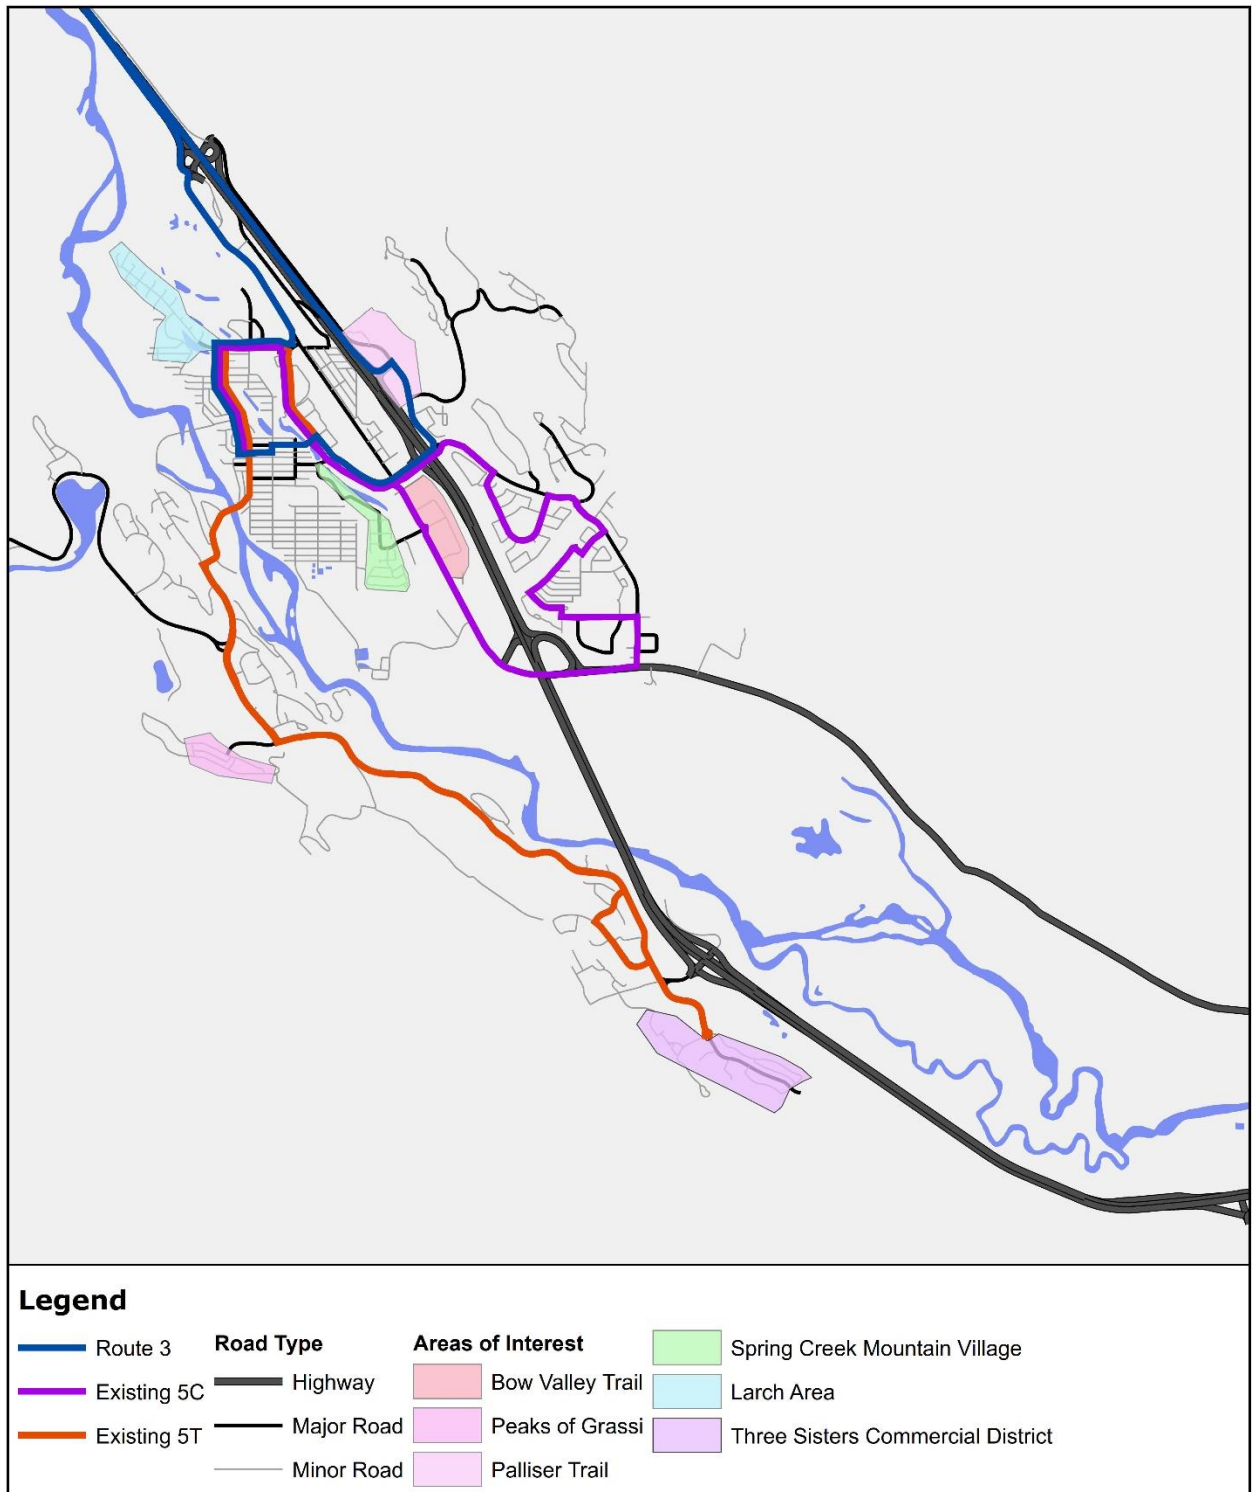 Legend
Route 3
Existing 5C
Existing 5T
Road Type
Highway
Major Road
Minor Road
Areas of Interest
Bow Valley Trail
Peaks of Grassi
Palliser Trail
Spring Creek Mountain Village
Larch Area
Three Sisters Commercial District